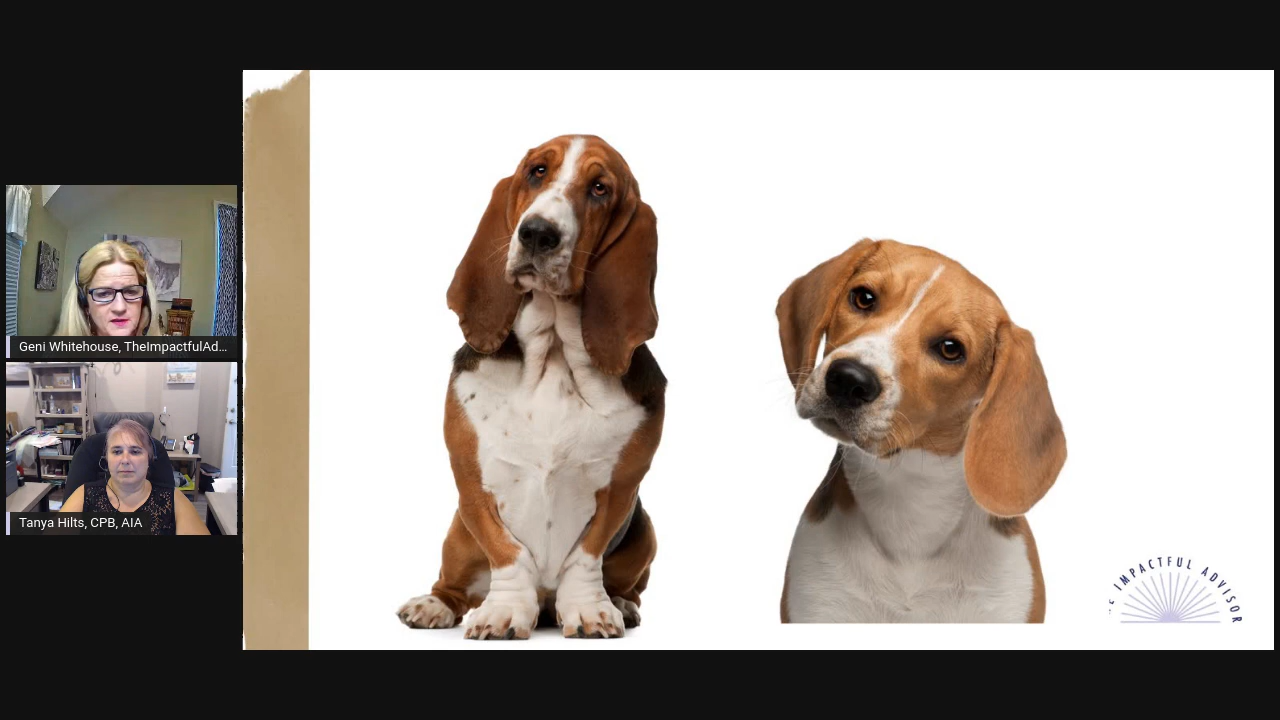 Geni Whitehouse, TheImpactfulAd...
Tanya Hilts, CPB, AIA
IMPACTFUL ADVISOR